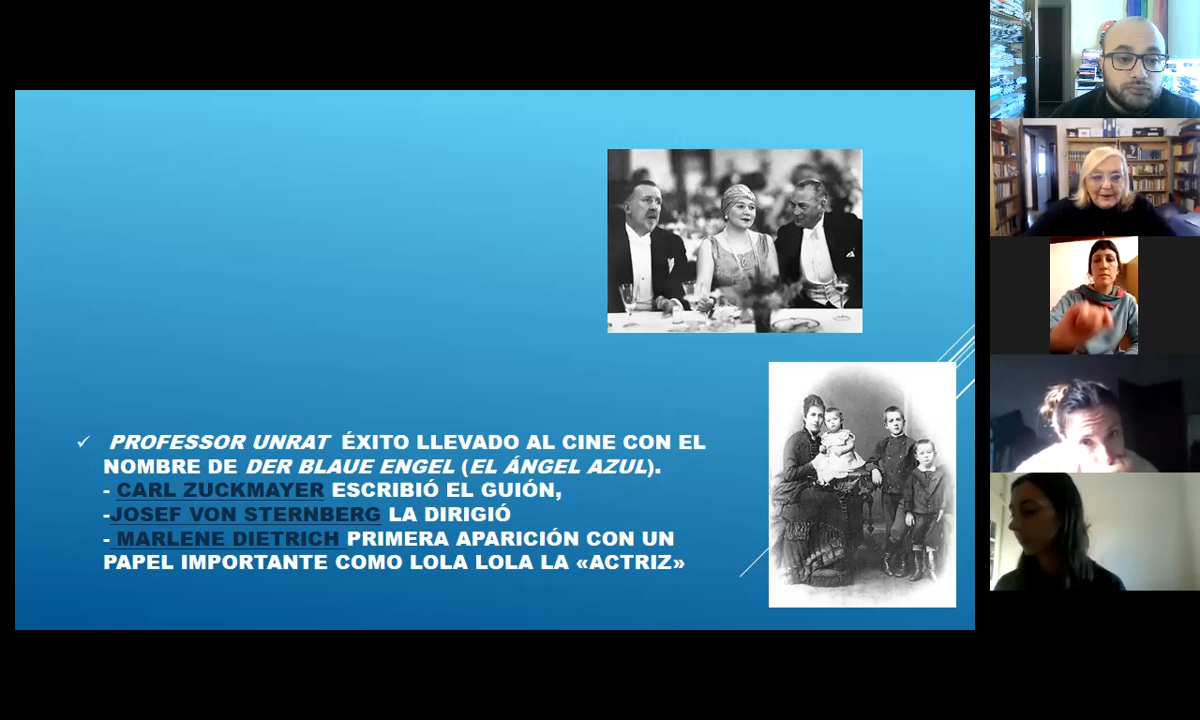 PROFESSOR UNRAT ÉXITO LLEVADO AL CINE CON EL
NOMBRE DE DER BLAUE ENGEL (EL ÁNGEL AZUL).
- CARL ZUCKMAYER ESCRIBIÓ EL GUIÓN,
-JOSEF VON STERNBERG LA DIRIGIÓ
- MARLENE DIETRICH PRIMERA APARICIÓN CON UN
PAPEL IMPORTANTE COMO LOLA LOLA LA «ACTRIZ»